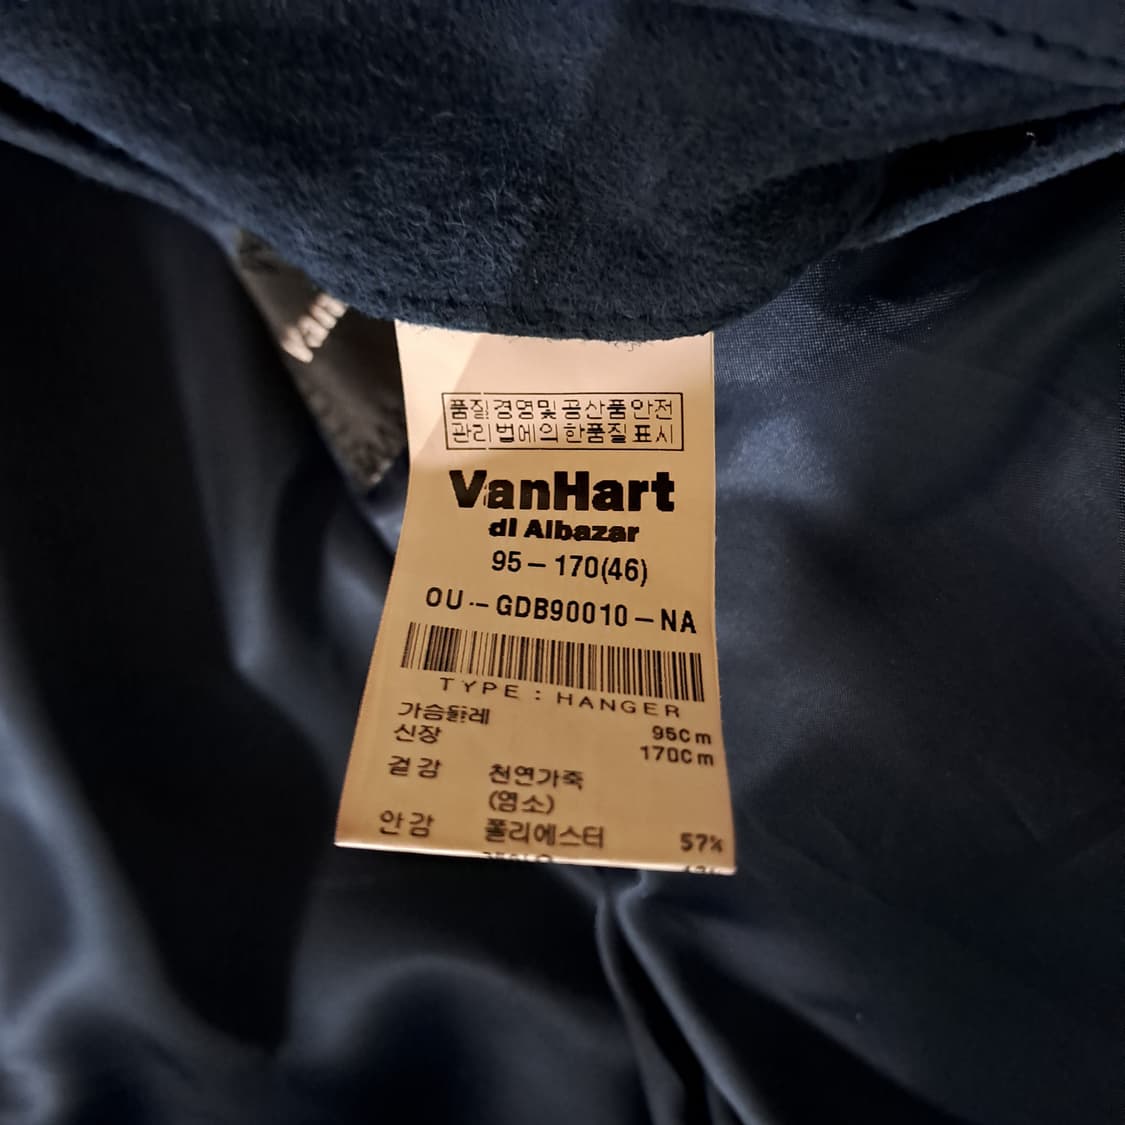 품질경영및공산품안전
관리법에의한품질표시
VanHart
di Albazar
95-170(46)
OU-GDB90010-NA
TYPE : HANGER
가슴둘레 95Cm
신장 170Cm
겉감 천연가죽
(염소)
안감 폴리에스터 57%